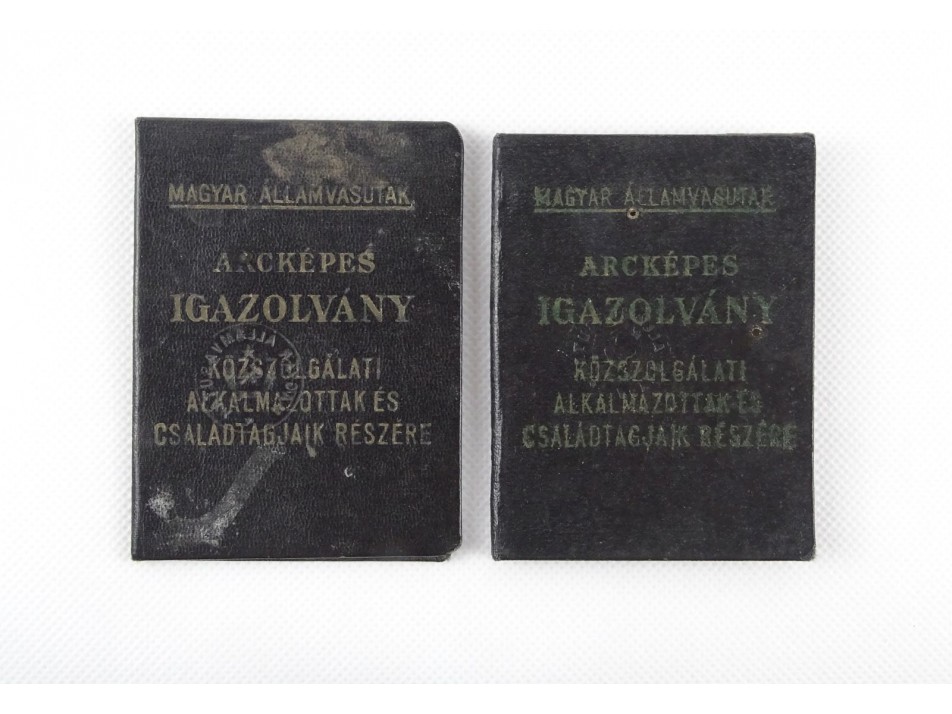 MAGYAR ÁLLAMVASUTAK
ARCKÉPES
IGAZOLVÁNY
KÖZSZOLGÁLATI
ALKALMAZOTTAK ÉS
CSALÁDTAGJAIK RÉSZÉRE
MAGYAR ÁLLAMVASUTAK
ARCKÉPES
IGAZOLVÁNY
KÖZSZOLGÁLATI
ALKALMAZOTTAK ÉS
CSALÁDTAGJAIK RÉSZÉRE